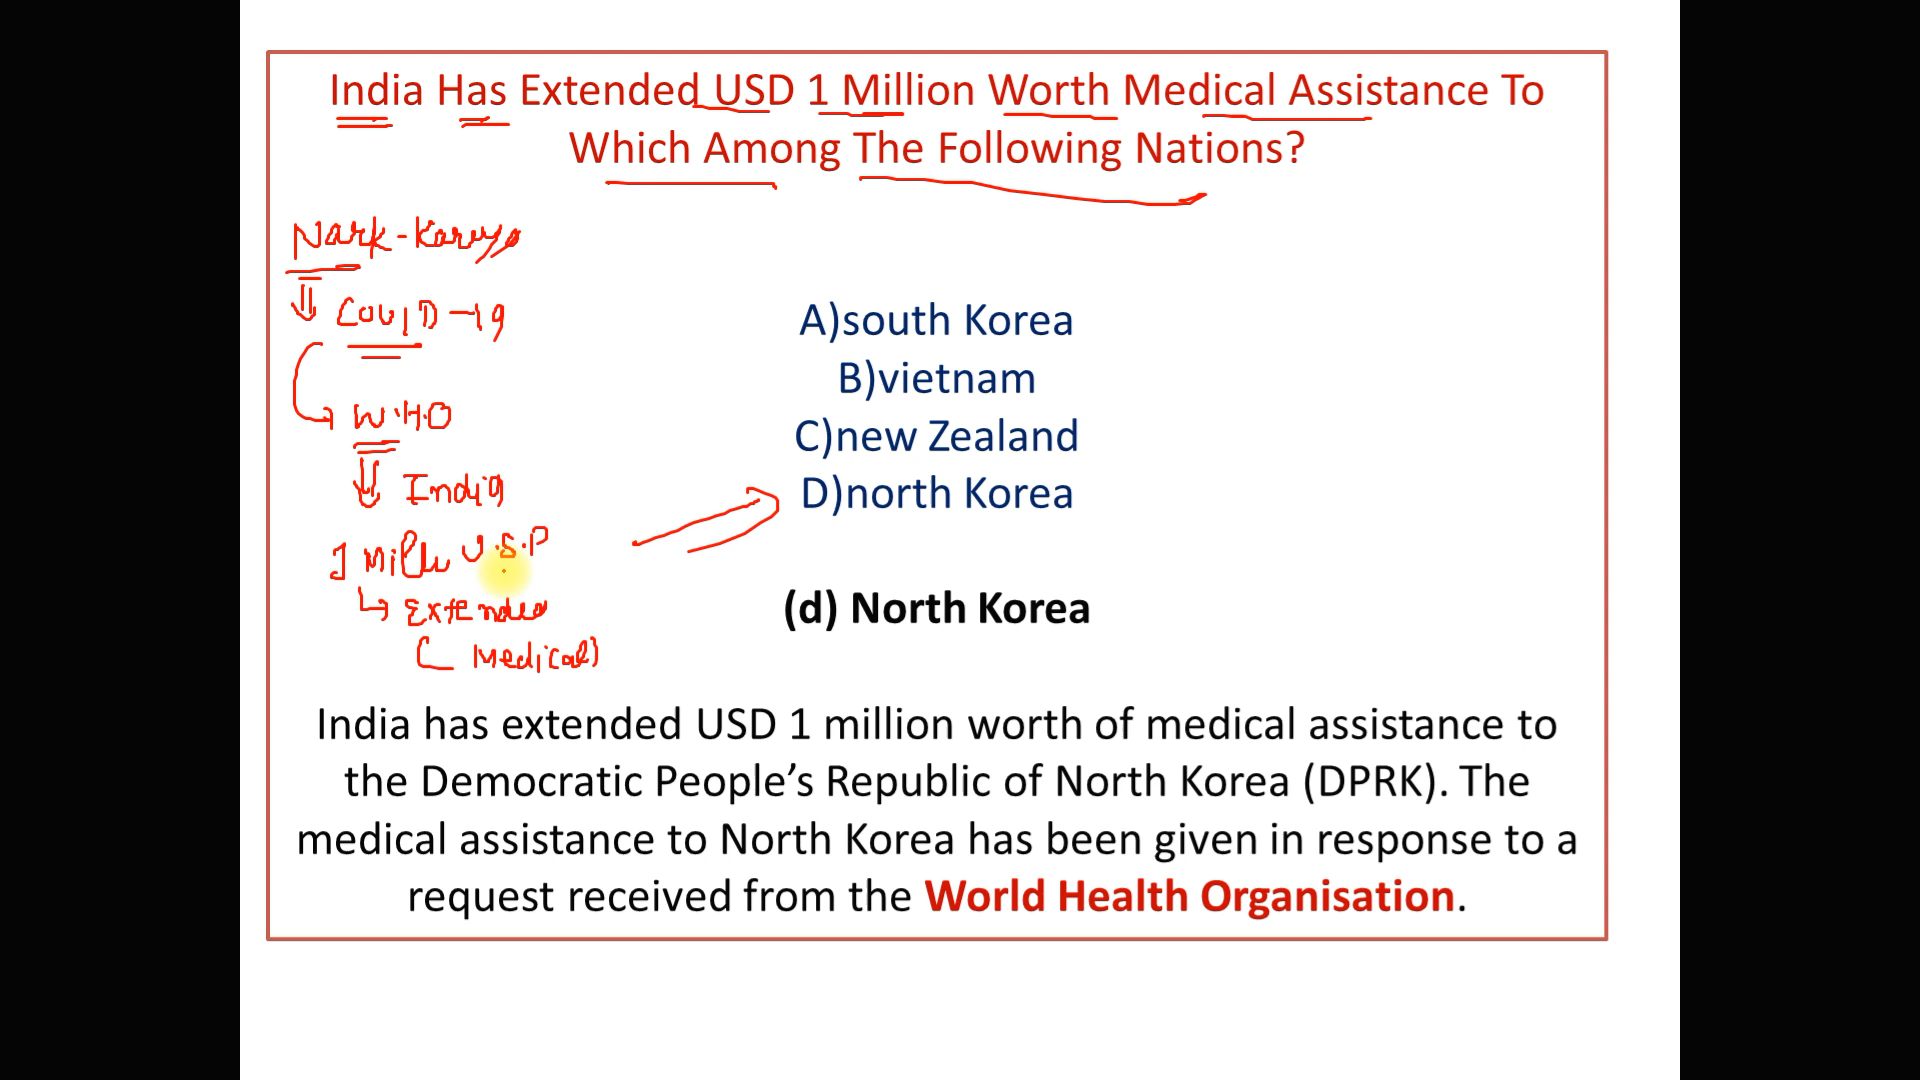 India Has Extended USD 1 Million Worth Medical Assistance To
Which Among The Following Nations?
Nark-Koreya
COVID-19
W.H.O
India
1 Millu U.S.D
Extended
(Medical)
A)south Korea
B)vietnam
C)new Zealand
D)north Korea
(d) North Korea
India has extended USD 1 million worth of medical assistance to
the Democratic People’s Republic of North Korea (DPRK). The
medical assistance to North Korea has been given in response to a
request received from the World Health Organisation.